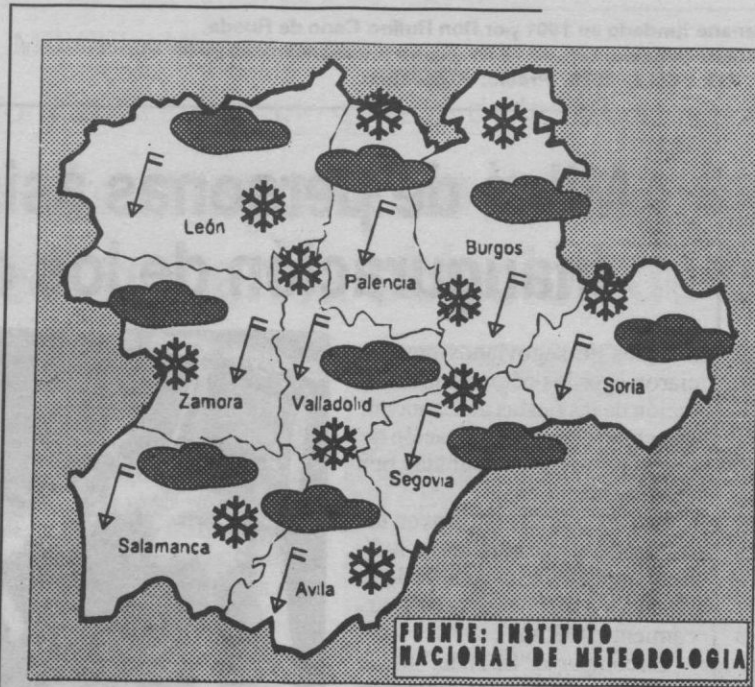 León
Burgos
Palencia
Soria
Zamora
Valladolid
Segovia
Salamanca
Avila
FUENTE: INSTITUTO
NACIONAL DE METEOROLOGIA